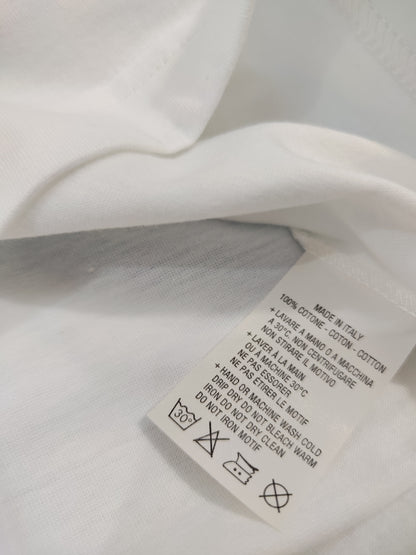 MADE IN ITALY
100% COTONE - COTON - COTTON
+ LAVARE A MANO O A MACCHINA
A 30°C. NON CENTRIFUGARE
NON STIRARE IL MOTIVO
+ LAVER À LA MAIN
OU À MACHINE 30°C
NE PAS ESSORER
NE PAS ÉTIRER LE MOTIF
+ HAND OR MACHINE WASH COLD
DRIP DRY DO NOT BLEACH WARM
IRON DO NOT DRY CLEAN
DO NOT IRON MOTIF
30°